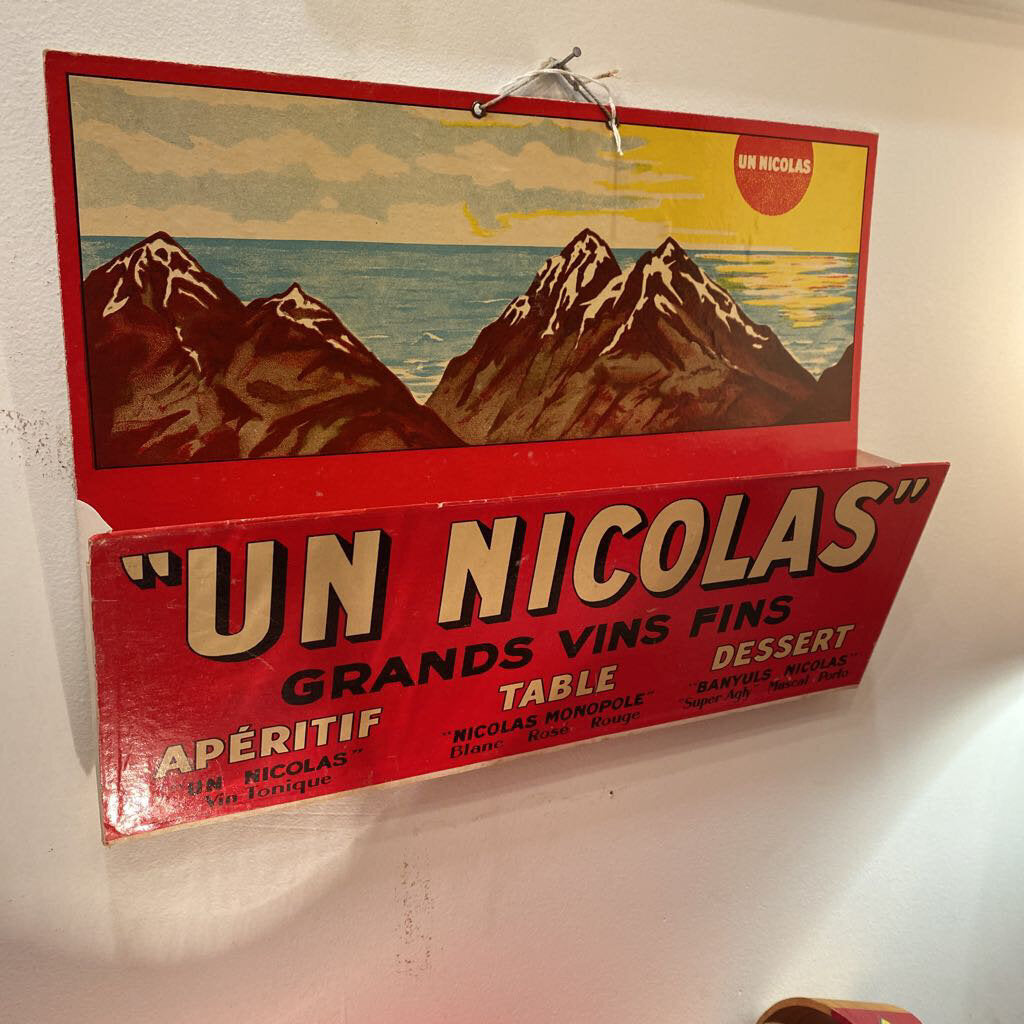 UN NICOLAS
"UN NICOLAS"
GRANDS VINS FINS
APÉRITIF
"UN NICOLAS"
Vin Tonique
TABLE
"NICOLAS MONOPOLE"
Blanc Rosé Rouge
DESSERT
"BANYULS NICOLAS"
"Super Agly" Muscat Porto